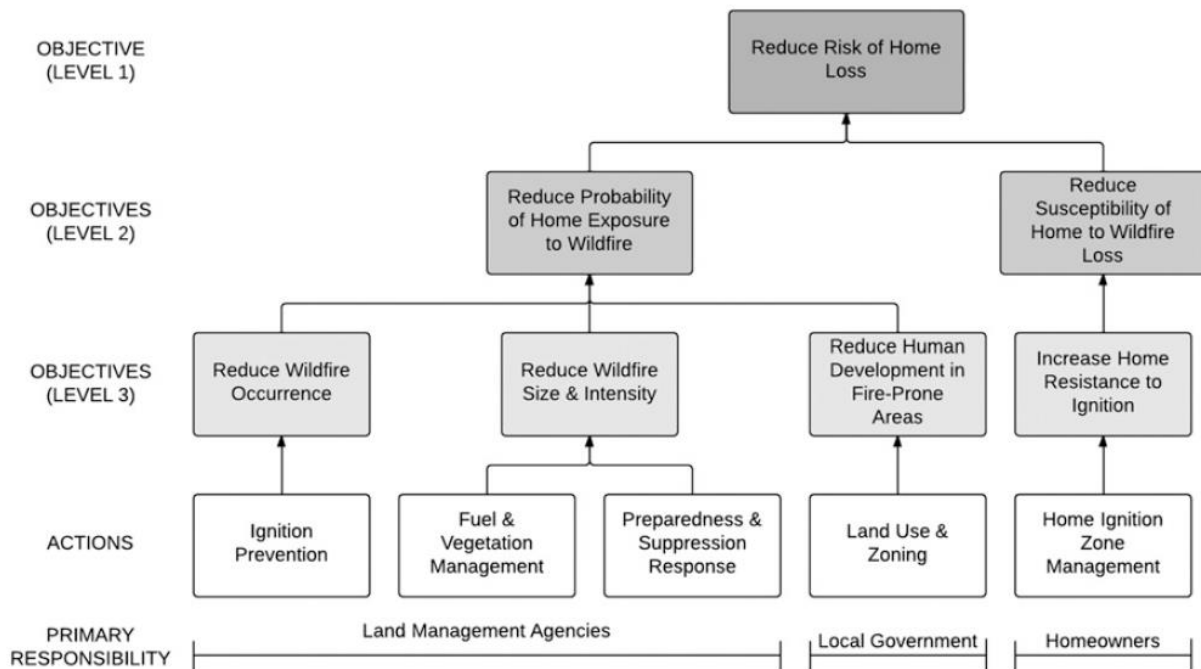 OBJECTIVE
(LEVEL 1)
Reduce Risk of Home
Loss
OBJECTIVES
(LEVEL 2)
Reduce Probability
of Home Exposure
to Wildfire
Reduce
Susceptibility of
Home to Wildfire
Loss
OBJECTIVES
(LEVEL 3)
Reduce Wildfire
Occurrence
Reduce Wildfire
Size & Intensity
Reduce Human
Development in
Fire-Prone
Areas
Increase Home
Resistance to
Ignition
ACTIONS
Ignition
Prevention
Fuel &
Vegetation
Management
Preparedness &
Suppression
Response
Land Use &
Zoning
Home Ignition
Zone
Management
PRIMARY
RESPONSIBILITY
Land Management Agencies
Local Government
Homeowners